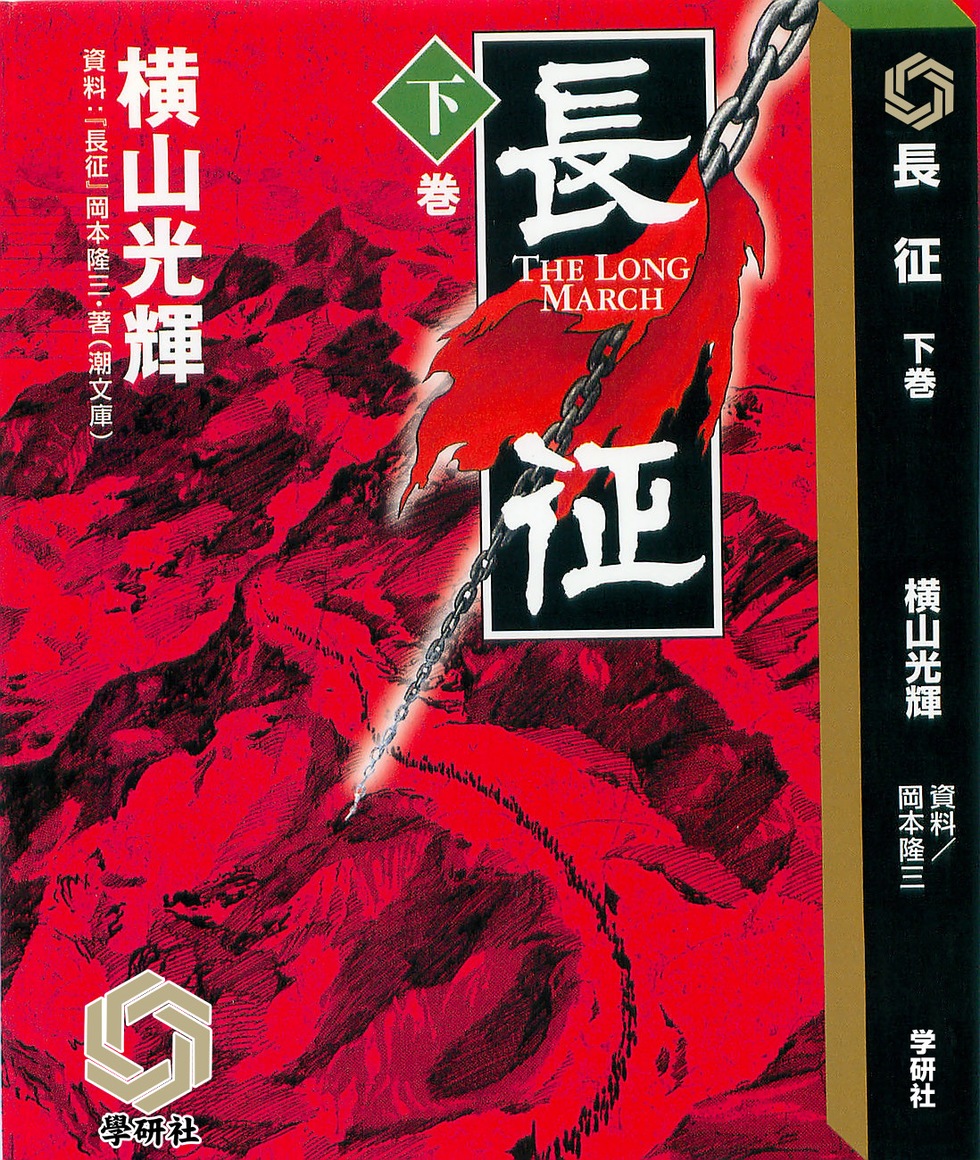 長征
THE LONG
MARCH
下
巻
横山光輝
資料:『長征』岡本隆三・著(潮文庫)
學研社
長征 下巻
横山光輝
資料/
岡本隆三
学研社